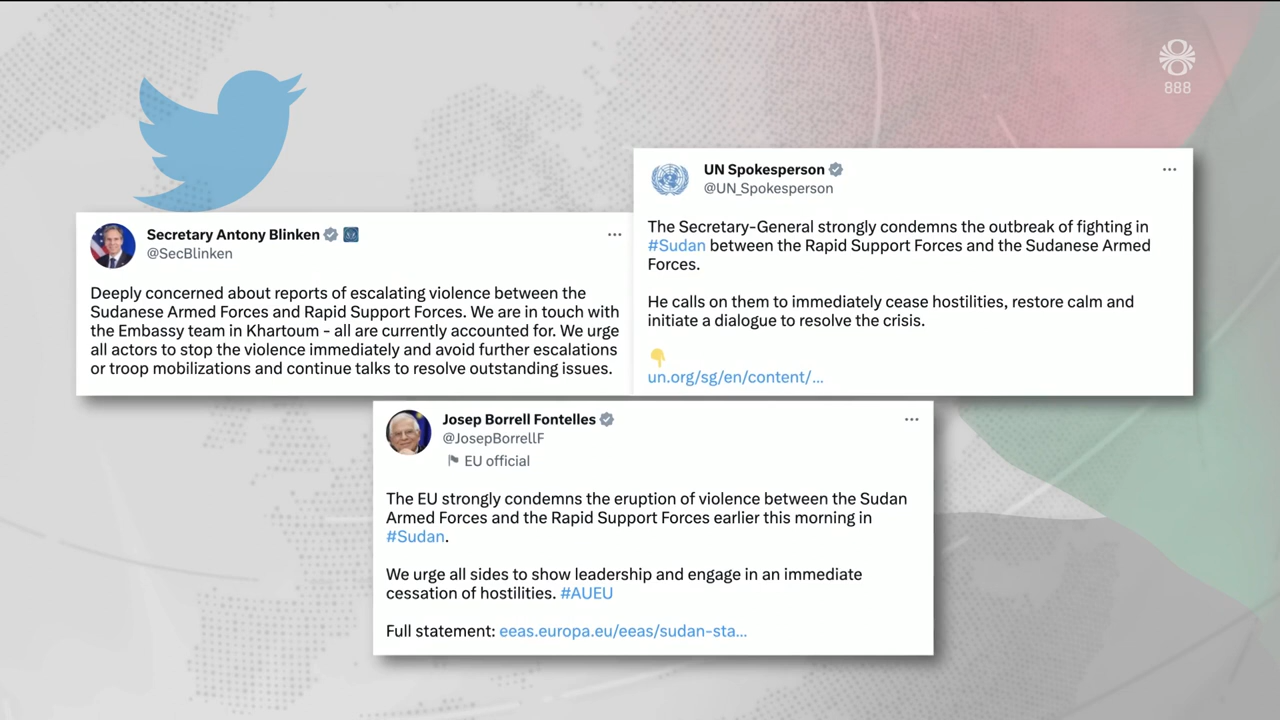 888
Secretary Antony Blinken
@SecBlinken
Deeply concerned about reports of escalating violence between the
Sudanese Armed Forces and Rapid Support Forces. We are in touch with
the Embassy team in Khartoum - all are currently accounted for. We urge
all actors to stop the violence immediately and avoid further escalations
or troop mobilizations and continue talks to resolve outstanding issues.
UN Spokesperson
@UN_Spokesperson
The Secretary-General strongly condemns the outbreak of fighting in
#Sudan between the Rapid Support Forces and the Sudanese Armed
Forces.
He calls on them to immediately cease hostilities, restore calm and
initiate a dialogue to resolve the crisis.
un.org/sg/en/content/...
Josep Borrell Fontelles
@JosepBorrellF
EU official
The EU strongly condemns the eruption of violence between the Sudan
Armed Forces and the Rapid Support Forces earlier this morning in
#Sudan.
We urge all sides to show leadership and engage in an immediate
cessation of hostilities. #AUEU
Full statement: eeas.europa.eu/eeas/sudan-sta...